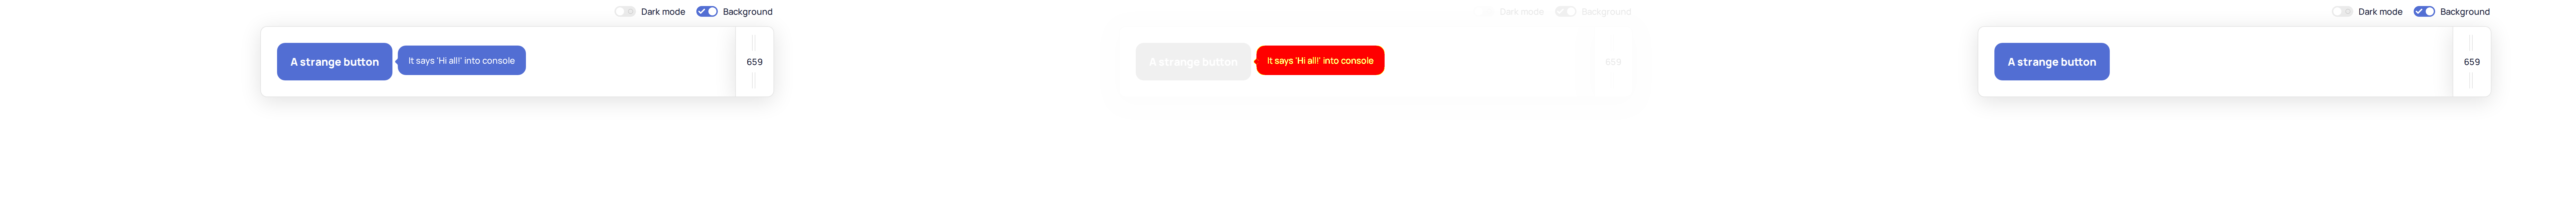 Dark mode Background
A strange button It says 'Hi all!' into console 659
Dark mode Background
A strange button It says 'Hi all!' into console 659
Dark mode Background
A strange button 659